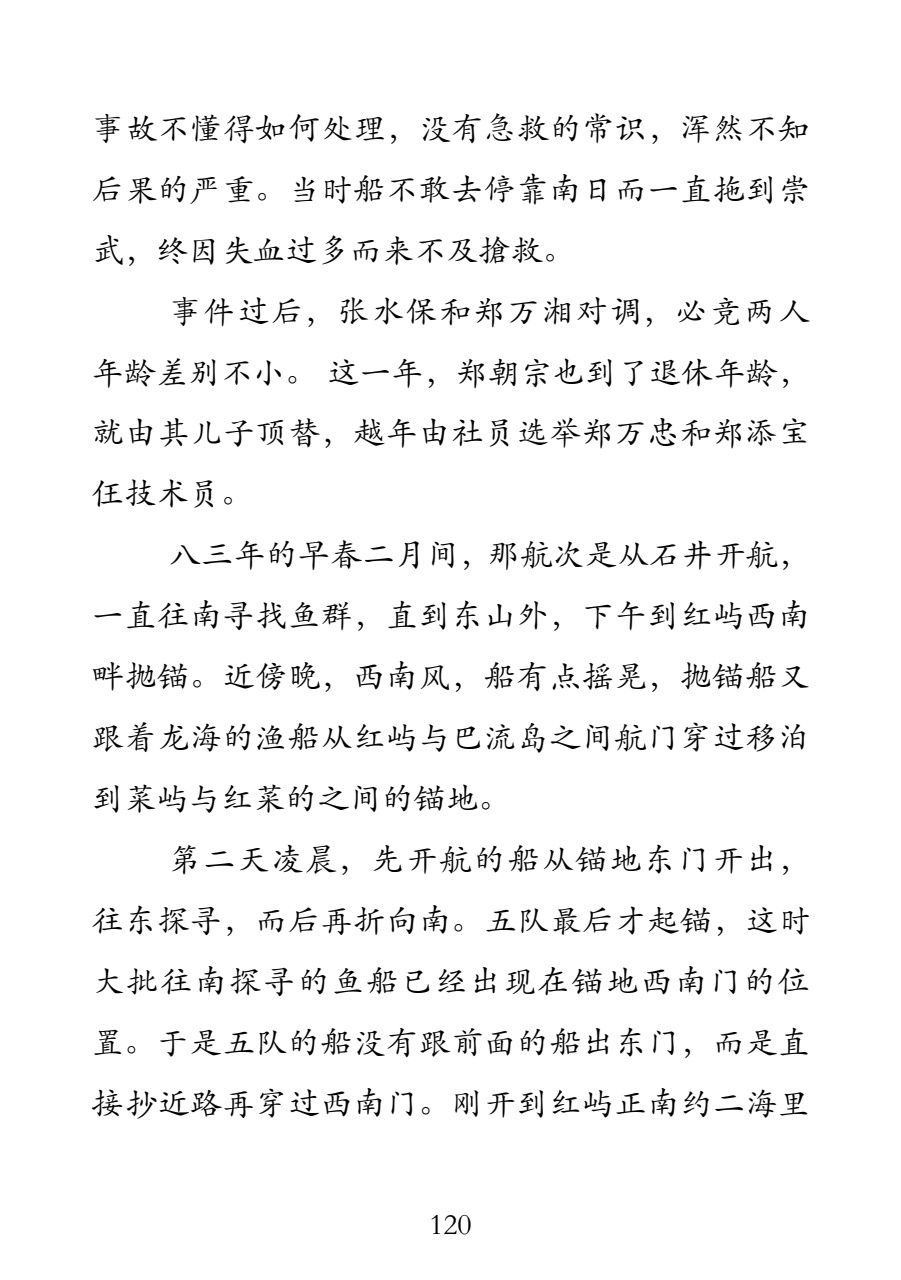 事故不懂得如何处理，没有急救的常识，浑然不知
后果的严重。当时船不敢去停靠南日而一直拖到崇
武，终因失血过多而来不及搶救。
事件过后，张水保和郑万湘对调，必竞两人
年龄差别不小。 这一年，郑朝宗也到了退休年龄，
就由其儿子顶替，越年由社员选举郑万忠和郑添宝
仼技术员。
八三年的早春二月间，那航次是从石井开航，
一直往南寻找鱼群，直到东山外，下午到红屿西南
畔抛锚。近傍晚，西南风，船有点摇晃，抛锚船又
跟着龙海的渔船从红屿与巴流岛之间航门穿过移泊
到菜屿与红菜的之间的锚地。
第二天凌晨，先开航的船从锚地东门开出，
往东探寻，而后再折向南。五队最后才起锚，这时
大批往南探寻的鱼船已经出现在锚地西南门的位
置。于是五队的船没有跟前面的船出东门，而是直
接抄近路再穿过西南门。刚开到红屿正南约二海里
120